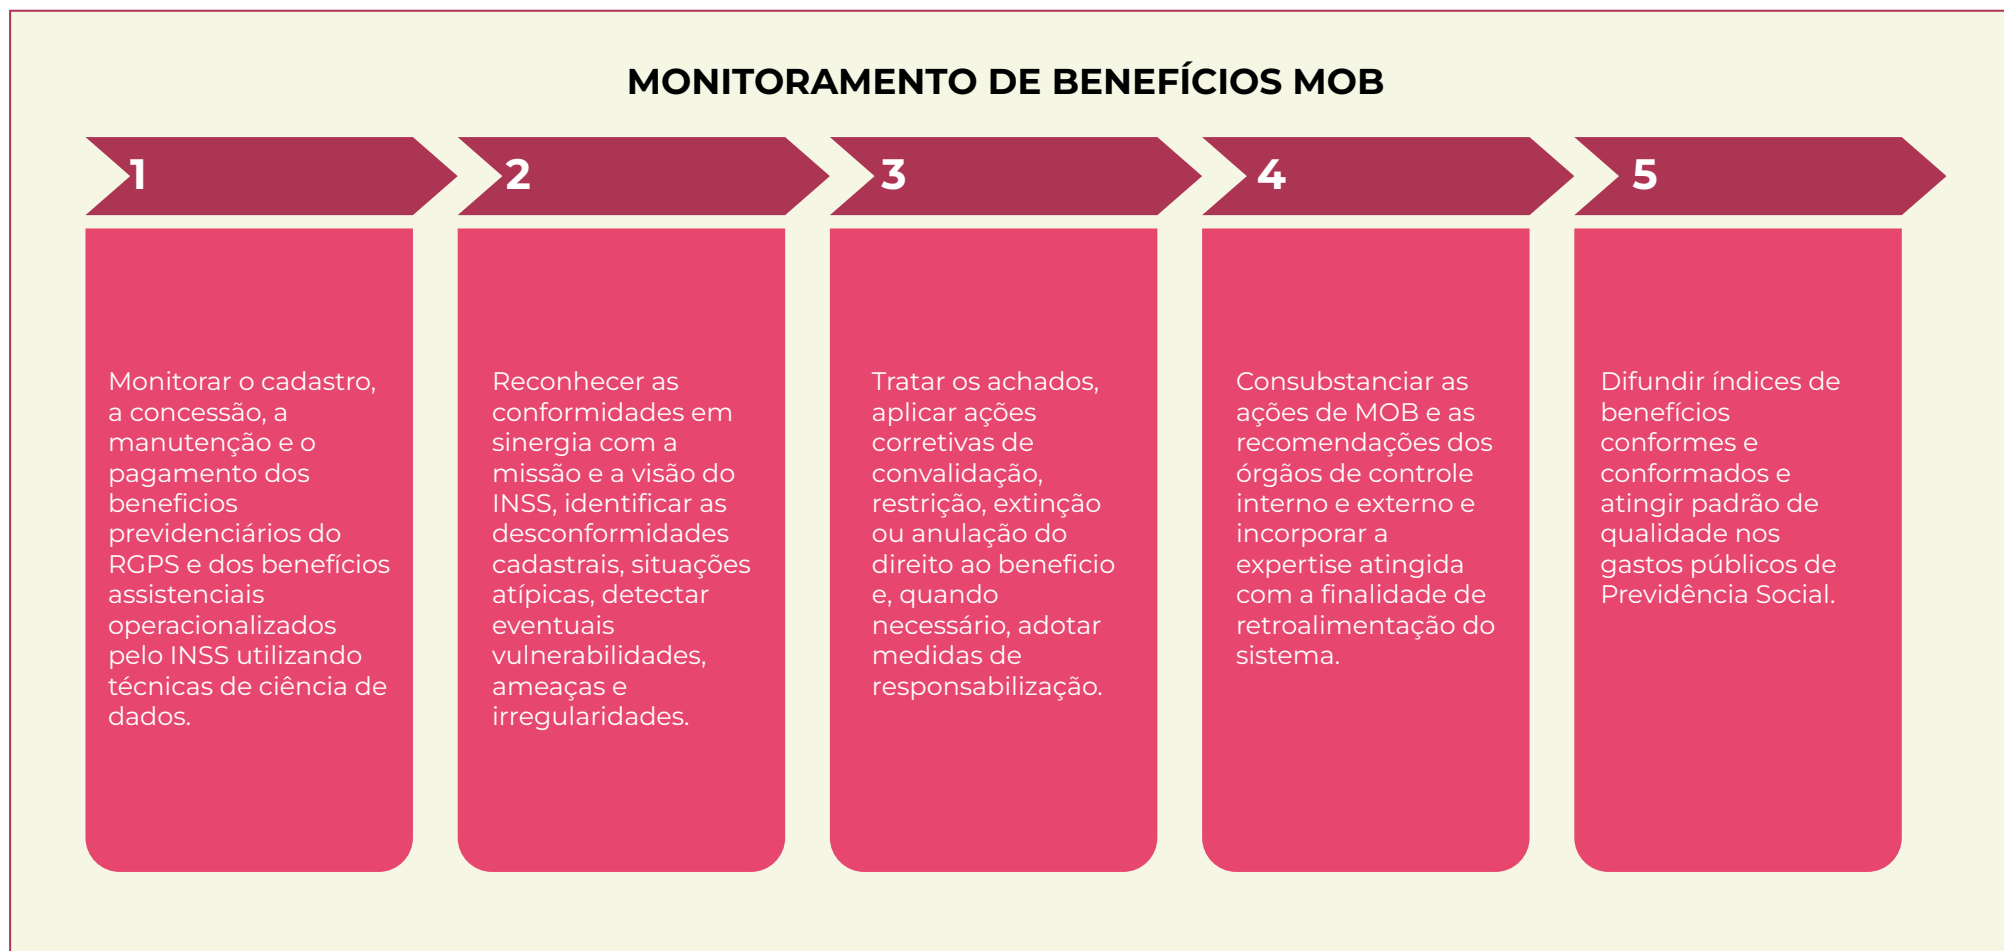 MONITORAMENTO DE BENEFÍCIOS MOB
1
Monitorar o cadastro,
a concessão, a
manutenção e o
pagamento dos
beneficios
previdenciários do
RGPS e dos benefícios
assistenciais
operacionalizados
pelo INSS utilizando
técnicas de ciência de
dados.
2
Reconhecer as
conformidades em
sinergia com a
missão e a visão do
INSS, identificar as
desconformidades
cadastrais, situações
atípicas, detectar
eventuais
vulnerabilidades,
ameaças e
irregularidades.
3
Tratar os achados,
aplicar ações
corretivas de
convalidação,
restrição, extinção
ou anulação do
direito ao beneficio
e, quando
necessário, adotar
medidas de
responsabilização.
4
Consubstanciar as
ações de MOB e as
recomendações dos
órgãos de controle
interno e externo e
incorporar a
expertise atingida
com a finalidade de
retroalimentação do
sistema.
5
Difundir índices de
benefícios
conformes e
conformados e
atingir padrão de
qualidade nos
gastos públicos de
Previdência Social.